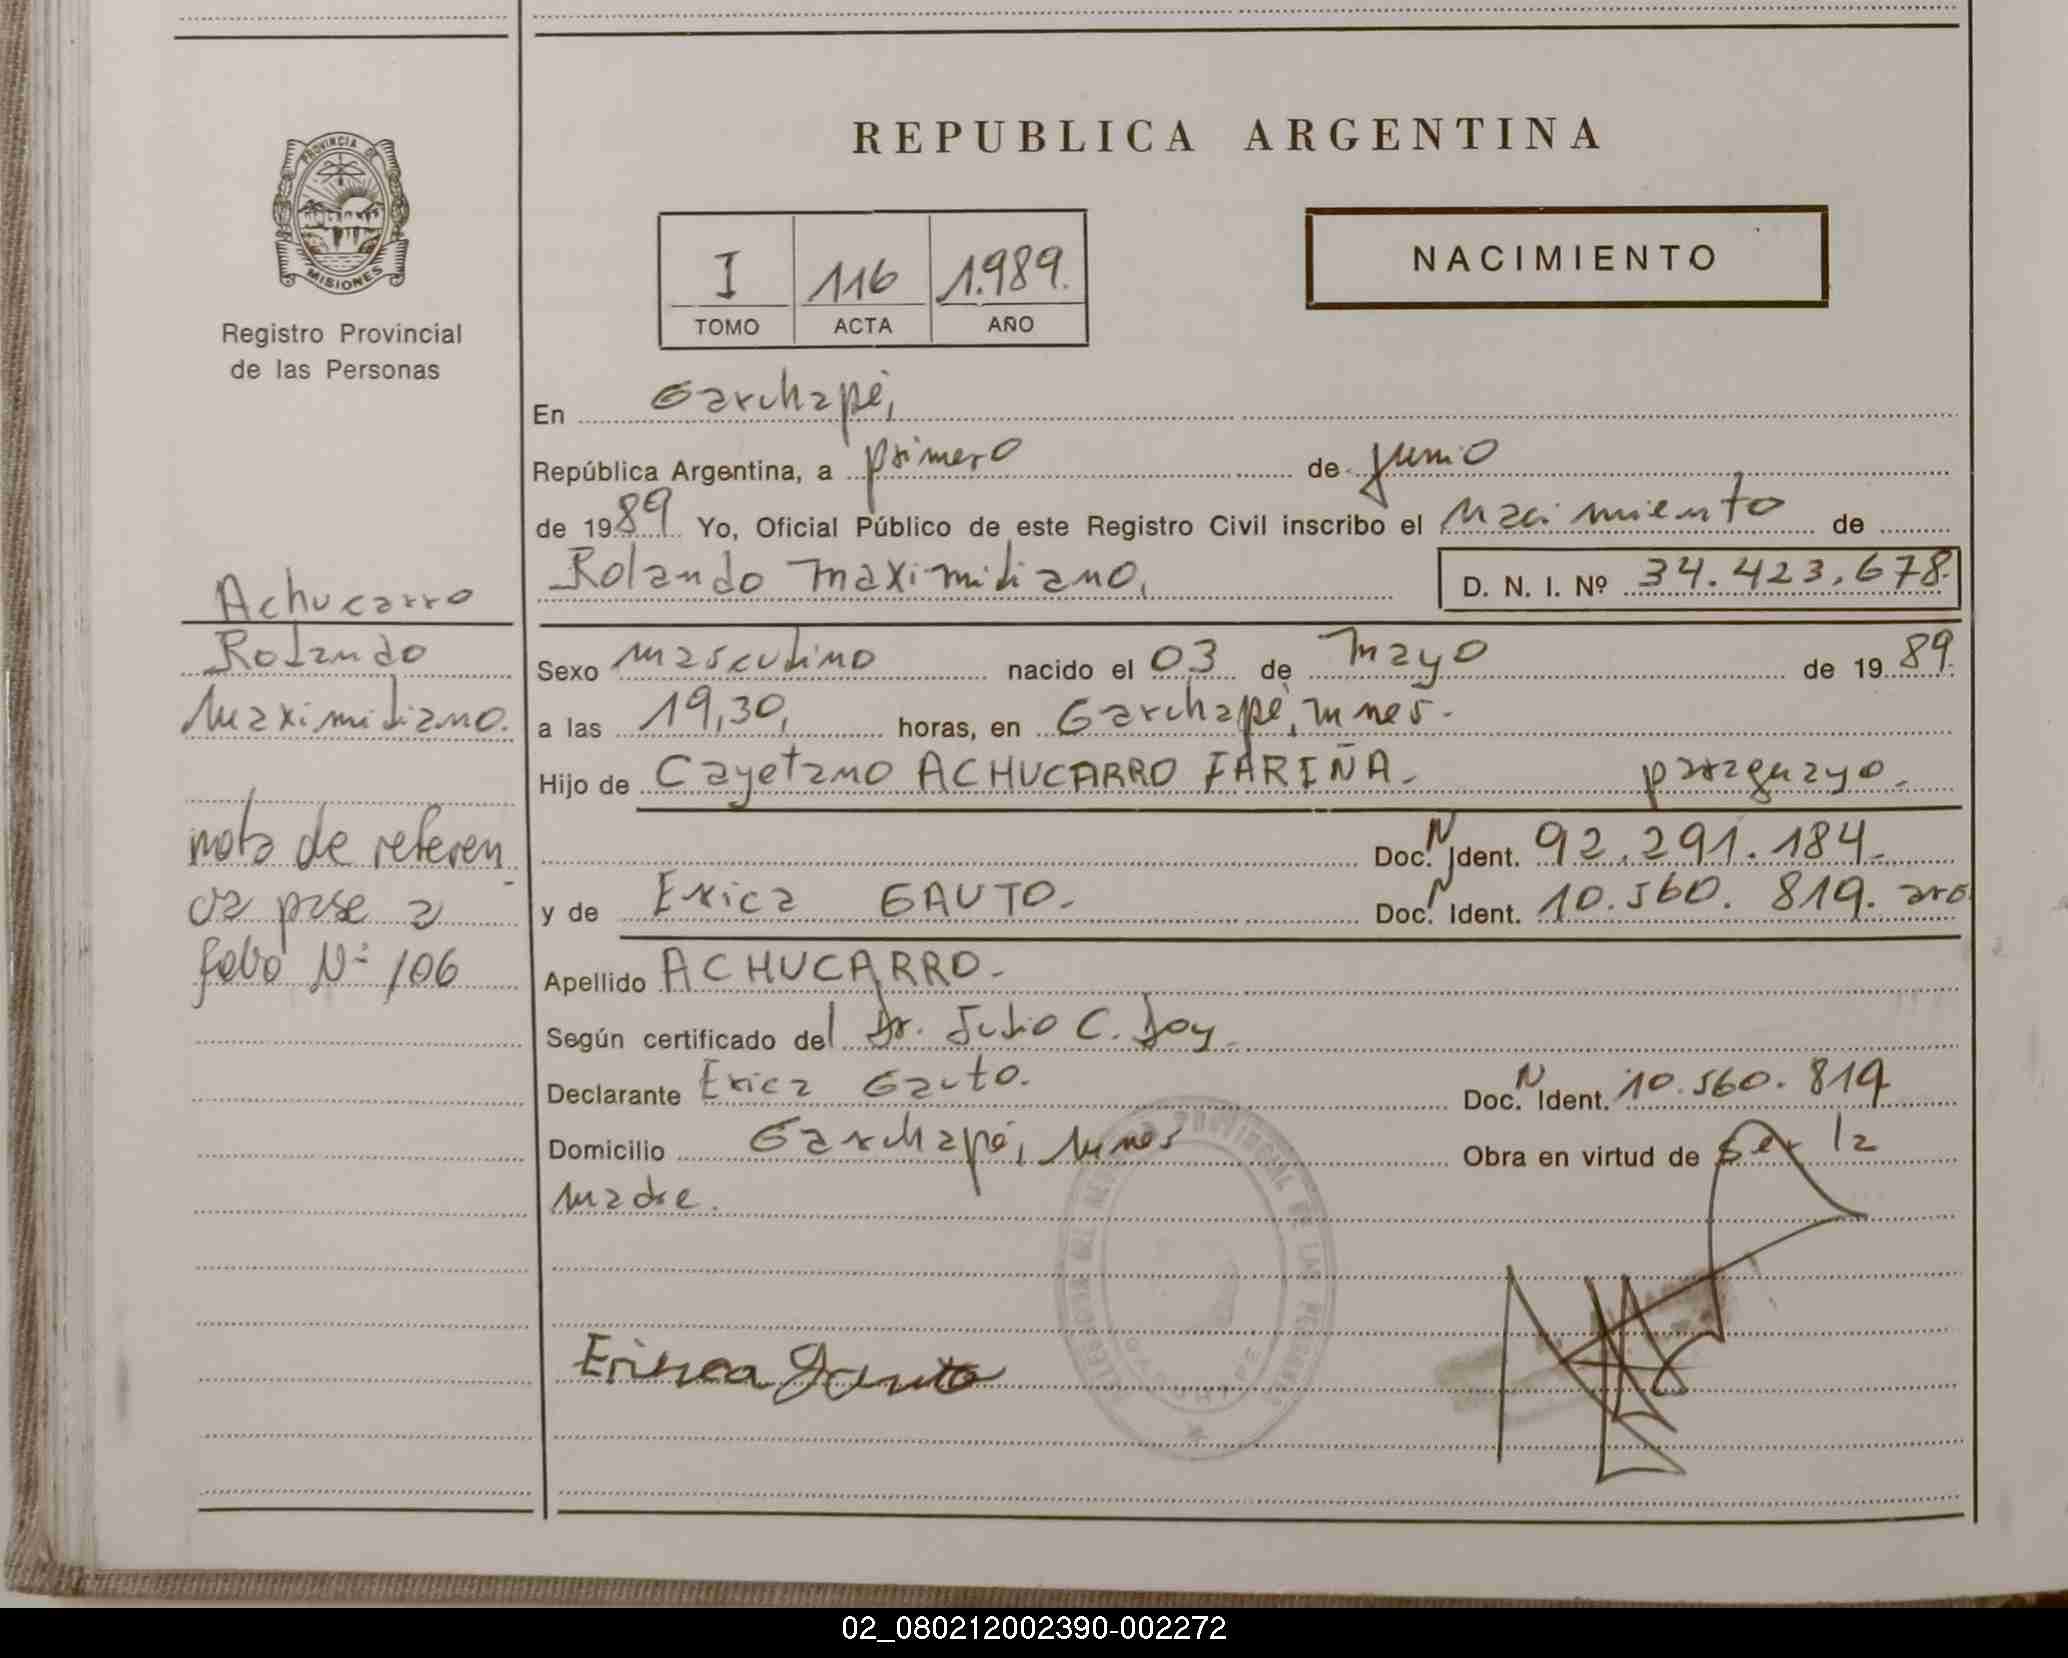 PROVINCIA DE
MISIONES
Registro Provincial
de las Personas
REPUBLICA ARGENTINA
I 116 1.989.
TOMO ACTA AÑO
NACIMIENTO
En Garuhapé,
República Argentina, a primero de junio
de 1989 Yo, Oficial Público de este Registro Civil inscribo el Nacimiento de
Rolando Maximiliano, D. N. I. Nº 34.423.678.
Achucarro
Rolando
Maximiliano.
Sexo masculino nacido el 03 de Mayo de 1989.
a las 19,30, horas, en Garuhapé, Mnes.
Hijo de Cayetano ACHUCARRO FARIÑA. paraguayo.
Doc. N Ident. 92.291.184.
y de Erica GAUTO. Doc. N Ident. 10.560.819. arg
nota de referen
cia pase a
folio Nº 106
Apellido ACHUCARRO.
Según certificado del Dr. Julio C. Joy.
Declarante Erica Gauto. Doc. N Ident. 10.560.819
Domicilio Garuhapé, Mnes Obra en virtud de ser la
Madre.
Erica Gauto
02_080212002390-002272